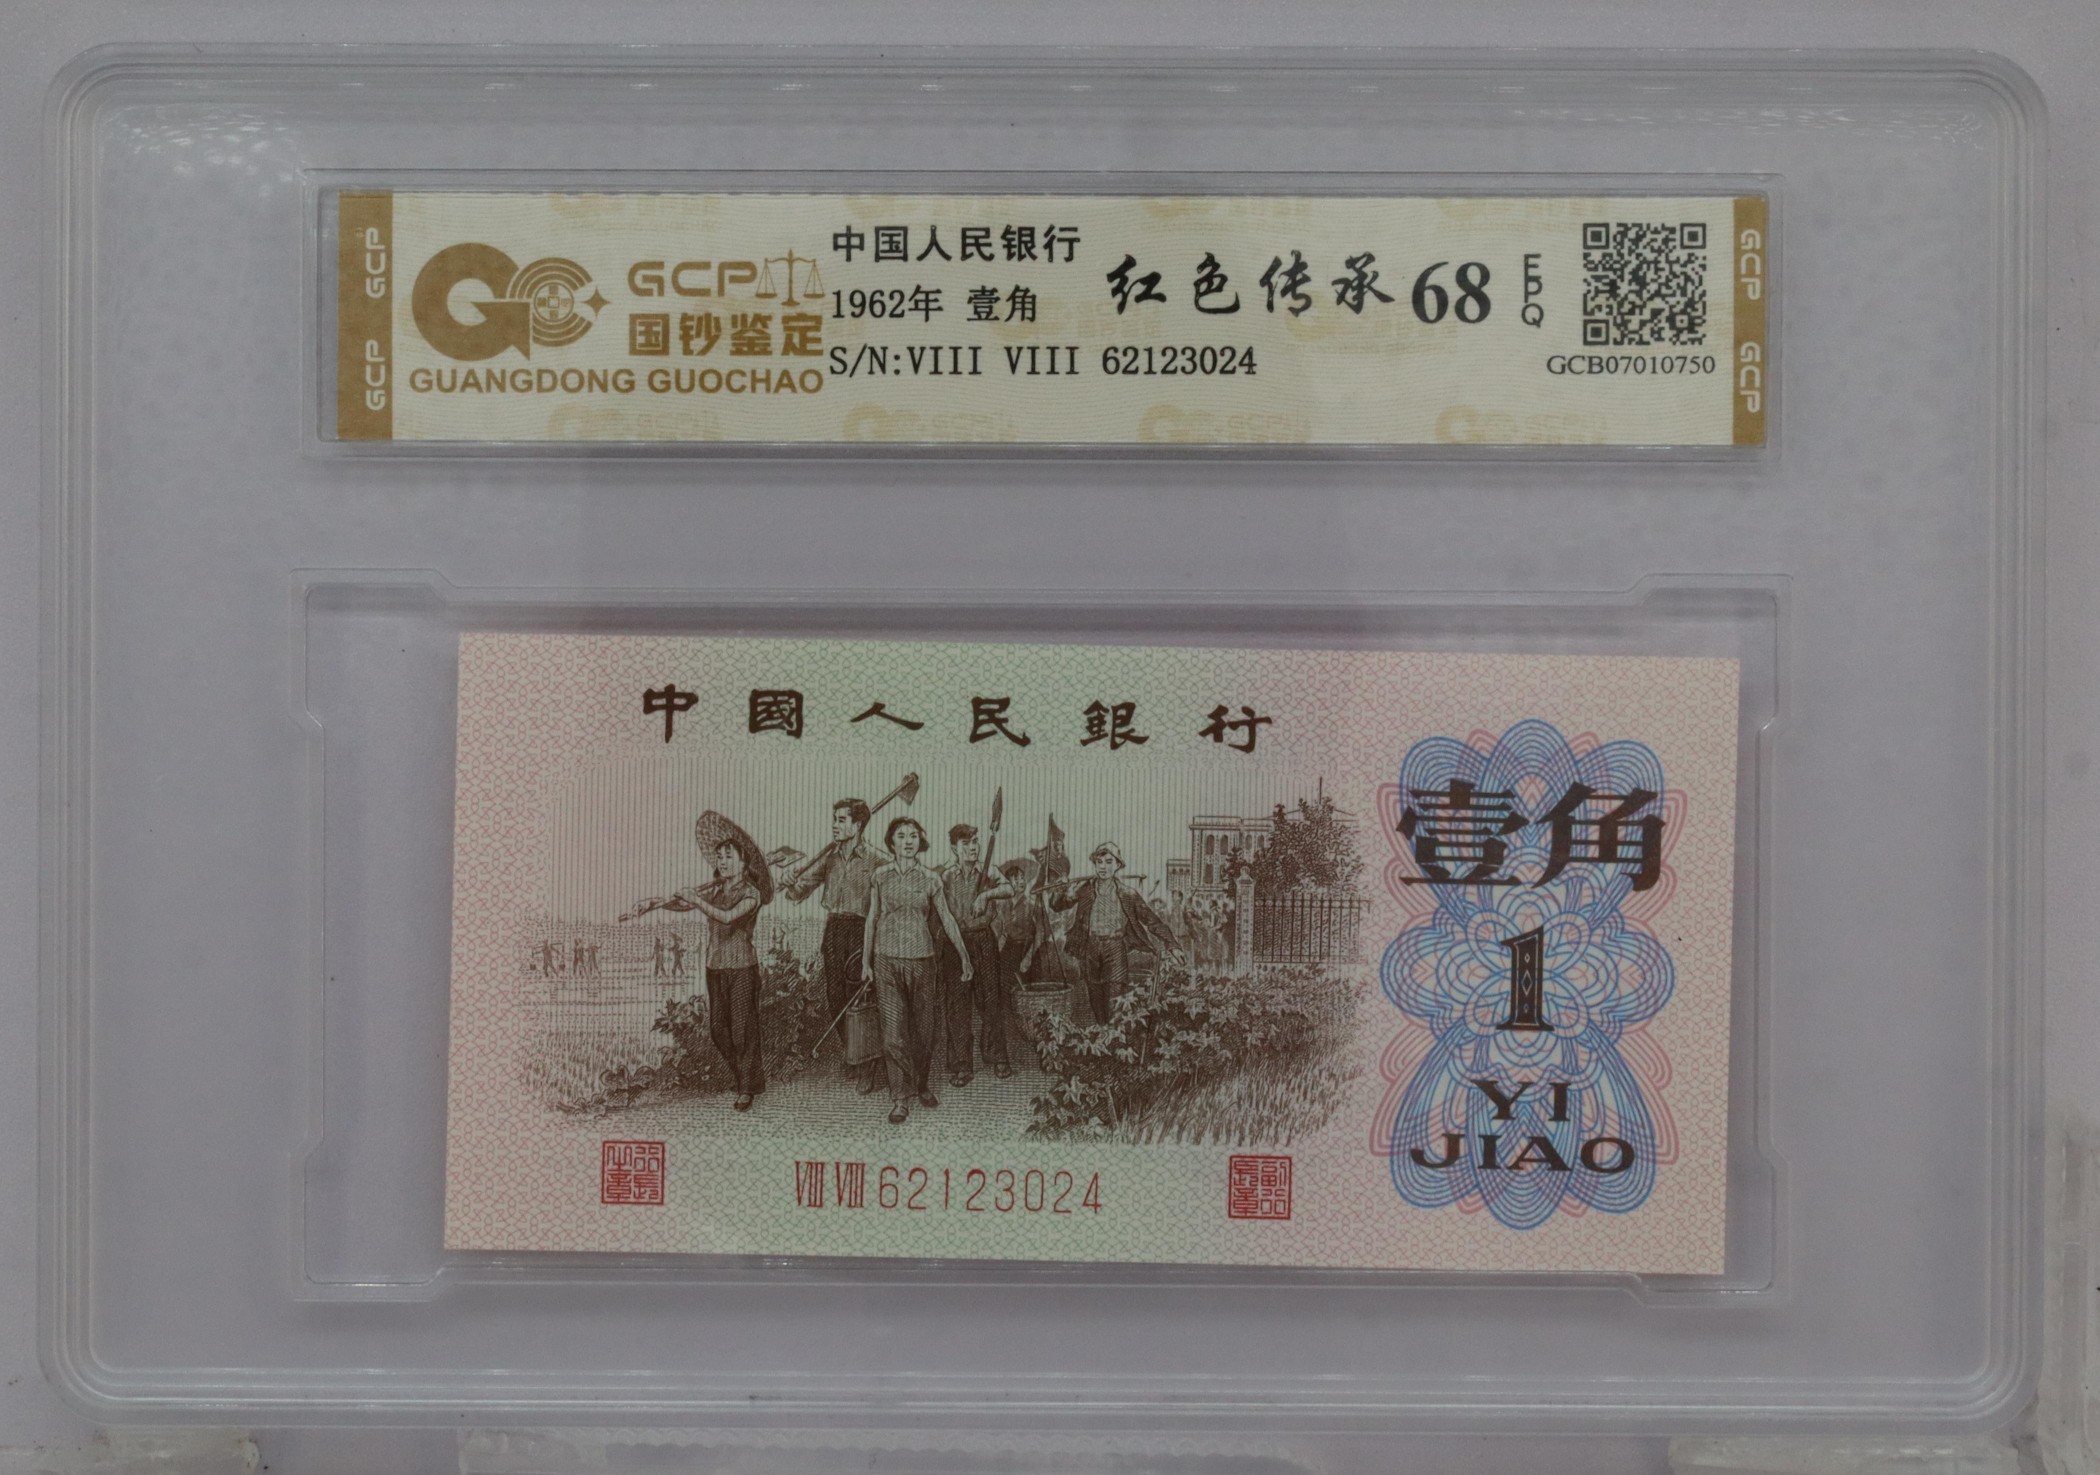 GCP
GCP
GCP
国钞鉴定
GUANGDONG GUOCHAO
中国人民银行
1962年 壹角
S/N:VIII VIII 62123024
红色传承 68
EPQ
GCB07010750
GCP
GCP
中國人民銀行
壹角
1
YI
JIAO
VIII VIII 62123024